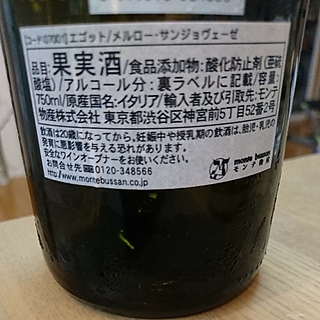 [コード:07001] エゴット/メルロー・サンジョヴェーゼ
品目:果実酒/食品添加物:酸化防止剤(亜硫
酸塩)/アルコール分:裏ラベルに記載/容量:
750ml/原産国名:イタリア/輸入者及び引取先:モンテ
物産株式会社 東京都渋谷区神宮前5丁目52番2号
飲酒は20歳になってから。妊娠中や授乳期の飲酒は、胎児・乳児の
発育に悪影響を与える恐れがあります。
安全なワインオープナーをお使いください。
お問合せ先 0120-348566
http://www.montebussan.co.jp
monte bussan
モンテ物産